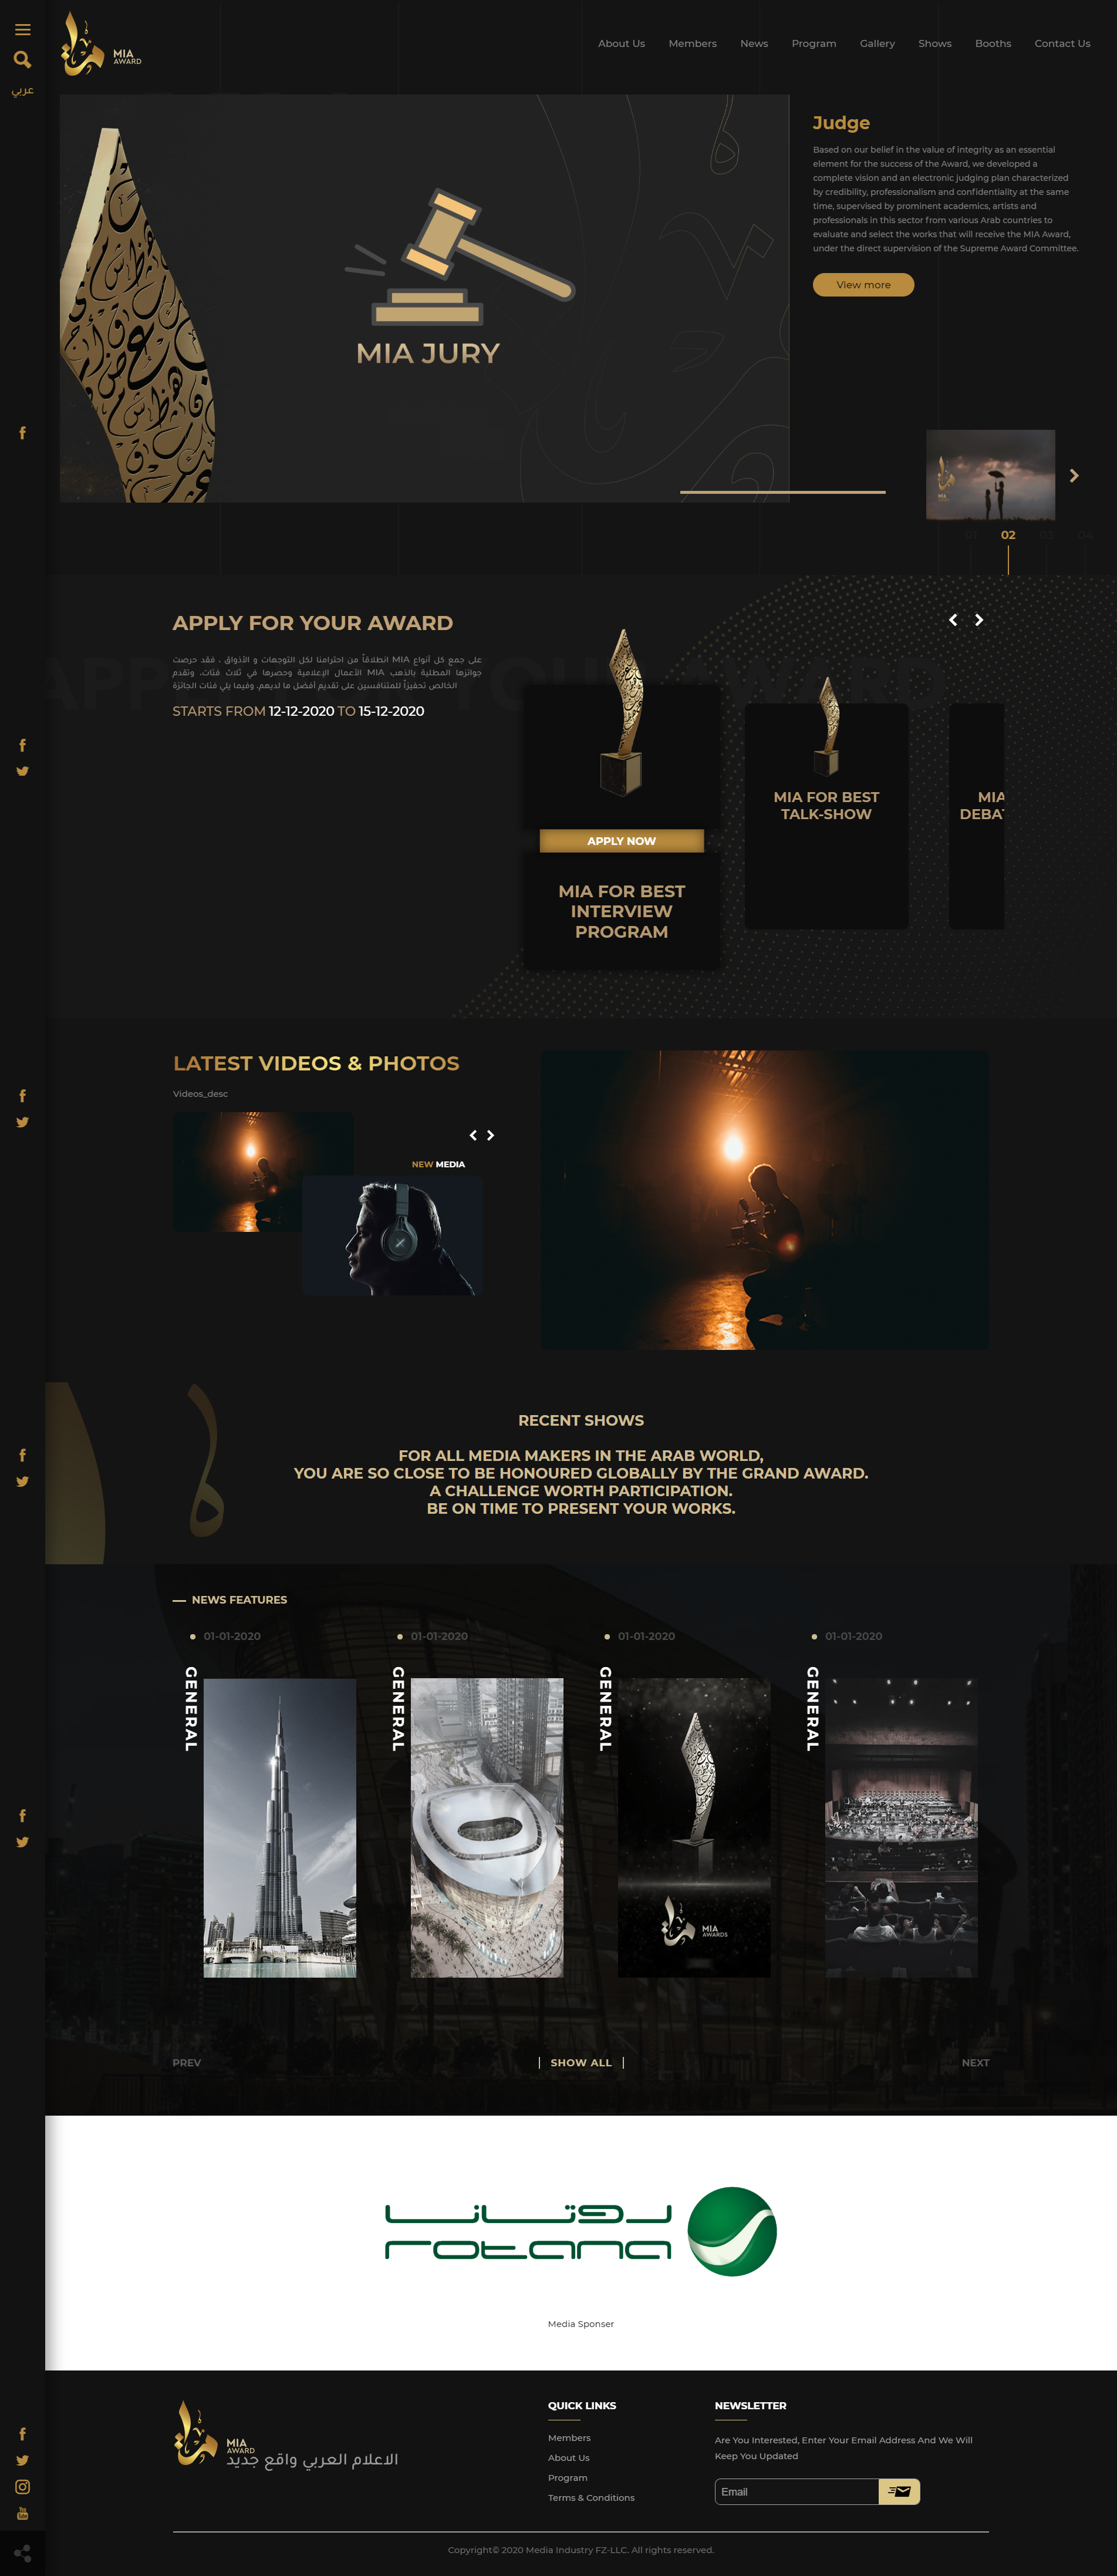 عربي
MIA
AWARD
About Us
Members
News
Program
Gallery
Shows
Booths
Contact Us
MIA JURY
Judge
Based on our belief in the value of integrity as an essential
element for the success of the Award, we developed a
complete vision and an electronic judging plan characterized
by credibility, professionalism and confidentiality at the same
time, supervised by prominent academics, artists and
professionals in this sector from various Arab countries to
evaluate and select the works that will receive the MIA Award,
under the direct supervision of the Supreme Award Committee.
View more
01
02
03
04
APPLY FOR YOUR AWARD
انطلاقاً من احترامنا لكل التوجهات و الأذواق ، فقد حرصت MIA على جمع كل أنواع
الأعمال الإعلامية وحصرها في ثلاث فئات، وتقدم MIA جوائزها المطلية بالذهب
الخالص تحفيزاً للمتنافسين على تقديم أفضل ما لديهم، وفيما يلي فئات الجائزة
STARTS FROM 12-12-2020 TO 15-12-2020
APPLY NOW
MIA FOR BEST
INTERVIEW
PROGRAM
MIA FOR BEST
TALK-SHOW
MIA
LATEST VIDEOS & PHOTOS
Videos_desc
NEW MEDIA
RECENT SHOWS
FOR ALL MEDIA MAKERS IN THE ARAB WORLD,
YOU ARE SO CLOSE TO BE HONOURED GLOBALLY BY THE GRAND AWARD.
A CHALLENGE WORTH PARTICIPATION.
BE ON TIME TO PRESENT YOUR WORKS.
NEWS FEATURES
01-01-2020
GENERAL
01-01-2020
GENERAL
01-01-2020
GENERAL
MIA
AWARDS
01-01-2020
GENERAL
PREV
SHOW ALL
NEXT
روتانا
rotana
Media Sponser
MIA
AWARD
الاعلام العربي واقع جديد
QUICK LINKS
Members
About Us
Program
Terms & Conditions
NEWSLETTER
Are You Interested, Enter Your Email Address And We Will
Keep You Updated
Email
Copyright© 2020 Media Industry FZ-LLC. All rights reserved.